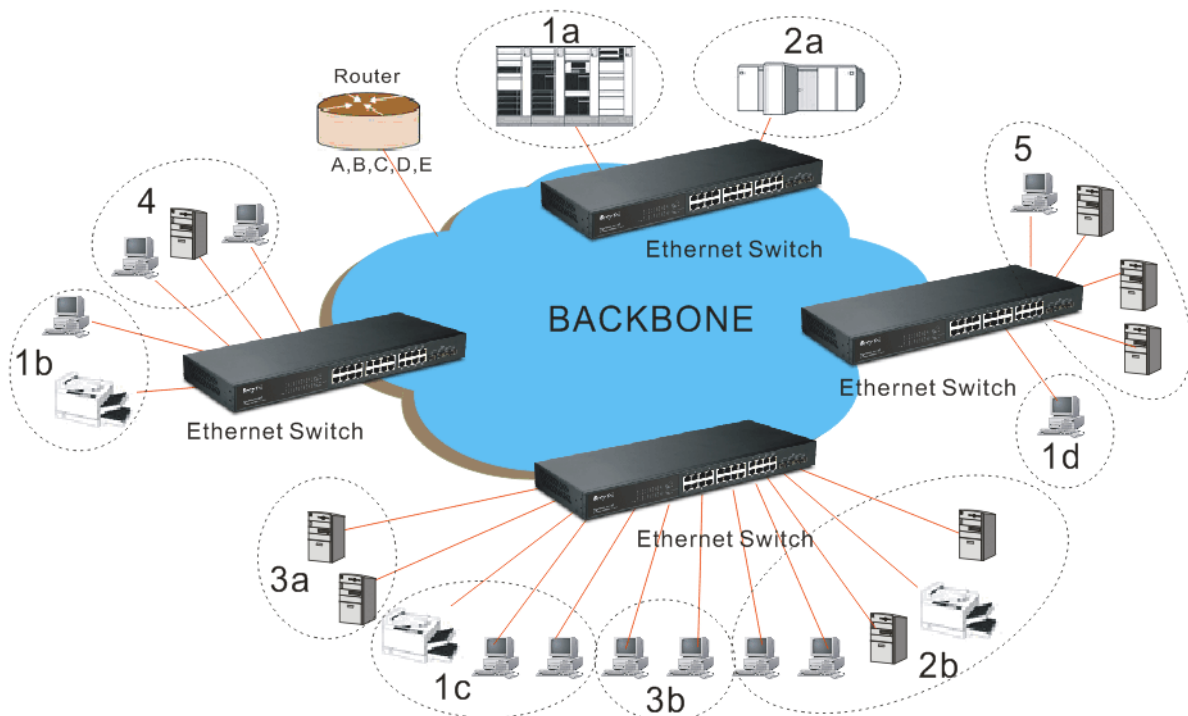 1a
2a
Router
A,B,C,D,E
5
4
Ethernet Switch
BACKBONE
1b
Ethernet Switch
Ethernet Switch
1d
Ethernet Switch
3a
2b
1c
3b